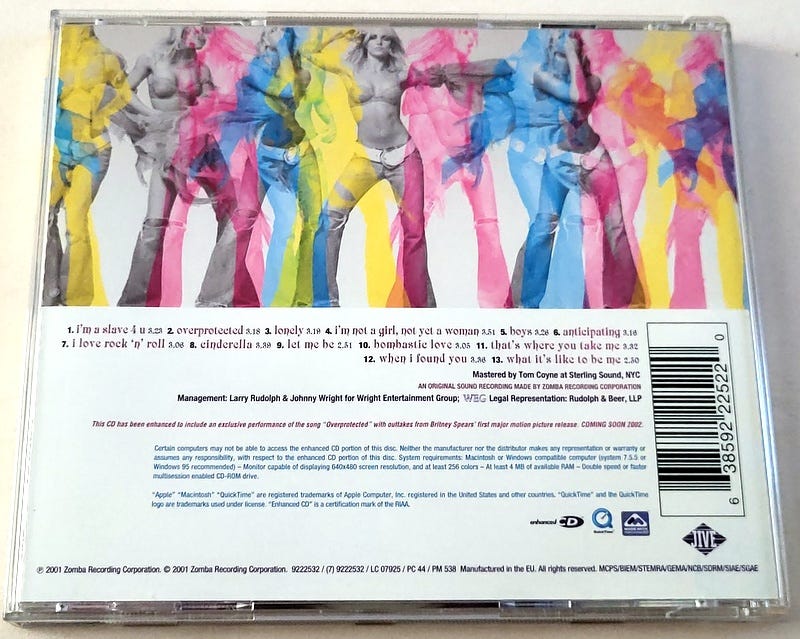 1. i'm a slave 4 u 3.23 2. overprotected 3.18 3. lonely 3.19 4. i'm not a girl, not yet a woman 3.51 5. boys 3.26 6. anticipating 3.16
7. i love rock 'n' roll 3.06 8. cinderella 3.39 9. let me be 2.51 10. bombastic love 3.05 11. that's where you take me 3.32
12. when i found you 3.36 13. what it's like to be me 2.50
Mastered by Tom Coyne at Sterling Sound, NYC
AN ORIGINAL SOUND RECORDING MADE BY ZOMBA RECORDING CORPORATION
Management: Larry Rudolph & Johnny Wright for Wright Entertainment Group; WEG Legal Representation: Rudolph & Beer, LLP
This CD has been enhanced to include an exclusive performance of the song "Overprotected" with outtakes from Britney Spears' first major motion picture release. COMING SOON 2002.
Certain computers may not be able to access the enhanced CD portion of this disc. Neither the manufacturer nor the distributor makes any representation or warranty or
assumes any responsibility, with respect to the enhanced CD portion of this disc. System requirements: Macintosh or Windows compatible computer (system 7.5.5 or
Windows 95 recommended) – Monitor capable of displaying 640x480 screen resolution, and at least 256 colors – At least 4 MB of available RAM – Double speed or faster
multisession enabled CD-ROM drive.
"Apple" "Macintosh" "QuickTime" are registered trademarks of Apple Computer, Inc. registered in the United States and other countries. "QuickTime" and the QuickTime
logo are trademarks used under license. "Enhanced CD" is a certification mark of the RIAA.
enhanced CD
QuickTime
MADE WITH
6 38592 22522 0
JIVE
℗ 2001 Zomba Recording Corporation. © 2001 Zomba Recording Corporation. 9222532 / (7) 9222532 / LC 07925 / PC 44 / PM 538 Manufactured in the EU. All rights reserved. MCPS/BIEM/STEMRA/GEMA/NCB/SDRM/SIAE/SGAE